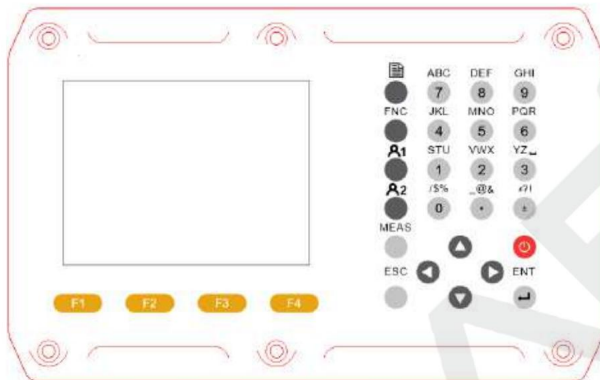 ABC DEF GHI
7 8 9
FNC JKL MNO PQR
4 5 6
1 STU VWX YZ_
1 2 3
2 /$% _@& 
0 . ±
MEAS
ESC ENT
F1 F2 F3 F4